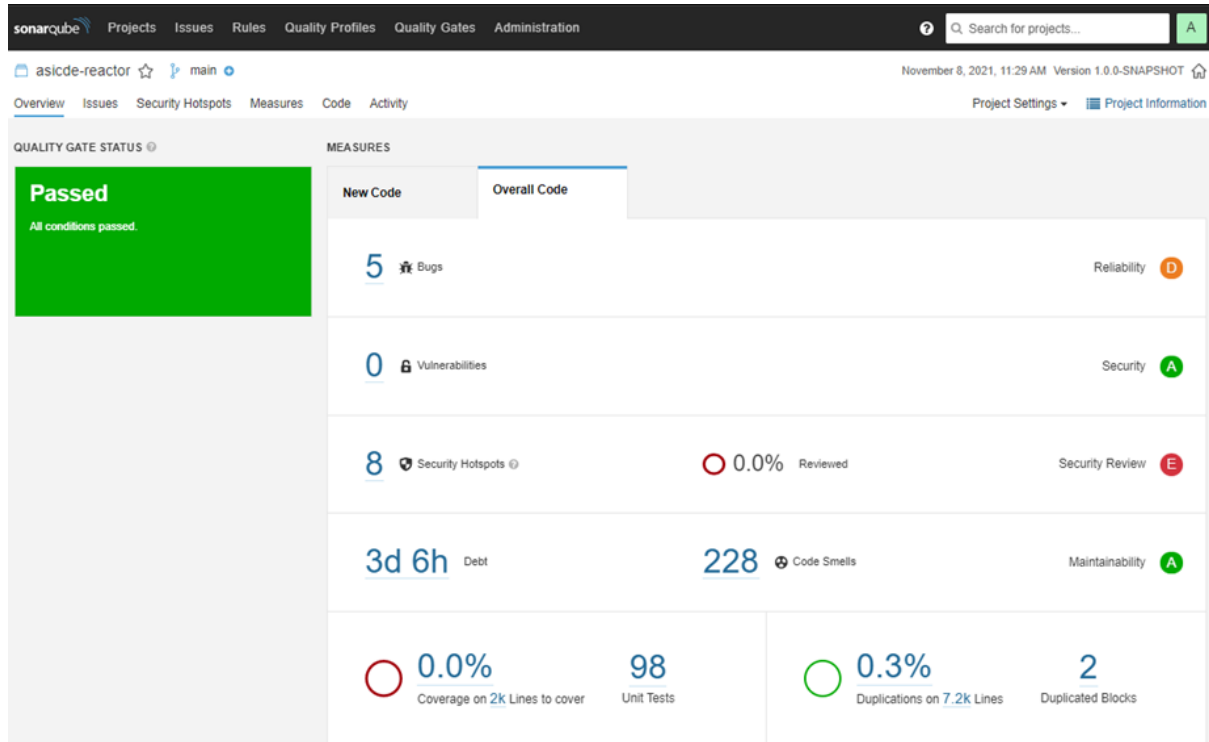 sonarqube Projects Issues Rules Quality Profiles Quality Gates Administration Search for projects... A
asicde-reactor main November 8, 2021, 11:29 AM Version 1.0.0-SNAPSHOT
Overview Issues Security Hotspots Measures Code Activity Project Settings Project Information
QUALITY GATE STATUS MEASURES
Passed
All conditions passed.
New Code Overall Code
5 Bugs Reliability D
0 Vulnerabilities Security A
8 Security Hotspots 0.0% Reviewed Security Review E
3d 6h Debt 228 Code Smells Maintainability A
0.0% 98 0.3% 2
Coverage on 2k Lines to cover Unit Tests Duplications on 7.2k Lines Duplicated Blocks